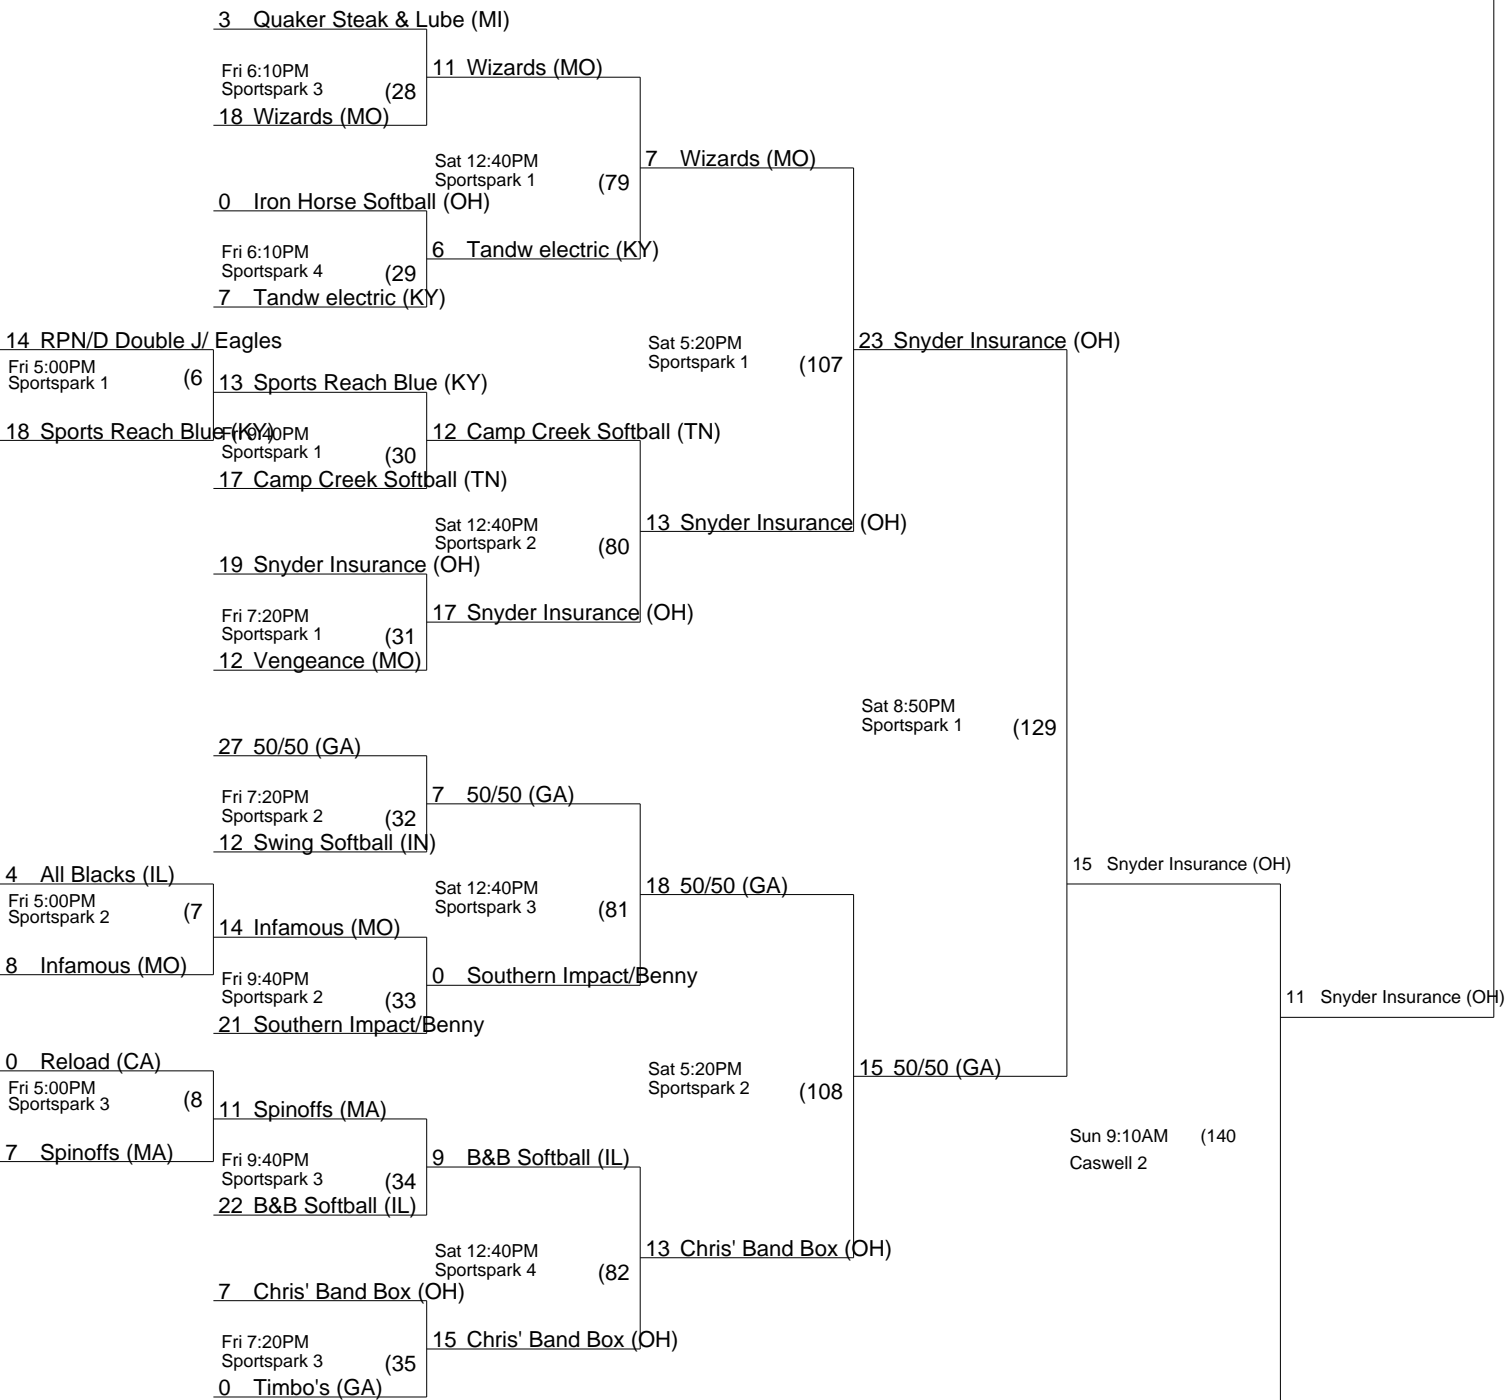 3 Quaker Steak & Lube (MI)
Fri 6:10PM
Sportspark 3 (28
18 Wizards (MO)
11 Wizards (MO)
Sat 12:40PM
Sportspark 1 (79
7 Wizards (MO)
0 Iron Horse Softball (OH)
Fri 6:10PM
Sportspark 4 (29
7 Tandw electric (KY)
6 Tandw electric (KY)
14 RPN/D Double J/ Eagles
Fri 5:00PM
Sportspark 1 (6
18 Sports Reach Blue (KY)
13 Sports Reach Blue (KY)
Fri 9:40PM
Sportspark 1 (30
17 Camp Creek Softball (TN)
12 Camp Creek Softball (TN)
Sat 5:20PM
Sportspark 1 (107
23 Snyder Insurance (OH)
Sat 12:40PM
Sportspark 2 (80
13 Snyder Insurance (OH)
19 Snyder Insurance (OH)
Fri 7:20PM
Sportspark 1 (31
12 Vengeance (MO)
17 Snyder Insurance (OH)
Sat 8:50PM
Sportspark 1 (129
27 50/50 (GA)
Fri 7:20PM
Sportspark 2 (32
12 Swing Softball (IN)
7 50/50 (GA)
4 All Blacks (IL)
Fri 5:00PM
Sportspark 2 (7
8 Infamous (MO)
14 Infamous (MO)
Fri 9:40PM
Sportspark 2 (33
21 Southern Impact/Benny
0 Southern Impact/Benny
Sat 12:40PM
Sportspark 3 (81
18 50/50 (GA)
15 Snyder Insurance (OH)
11 Snyder Insurance (OH)
0 Reload (CA)
Fri 5:00PM
Sportspark 3 (8
7 Spinoffs (MA)
11 Spinoffs (MA)
Fri 9:40PM
Sportspark 3 (34
22 B&B Softball (IL)
9 B&B Softball (IL)
Sat 5:20PM
Sportspark 2 (108
15 50/50 (GA)
Sun 9:10AM (140
Caswell 2
Sat 12:40PM
Sportspark 4 (82
13 Chris' Band Box (OH)
7 Chris' Band Box (OH)
Fri 7:20PM
Sportspark 3 (35
0 Timbo's (GA)
15 Chris' Band Box (OH)